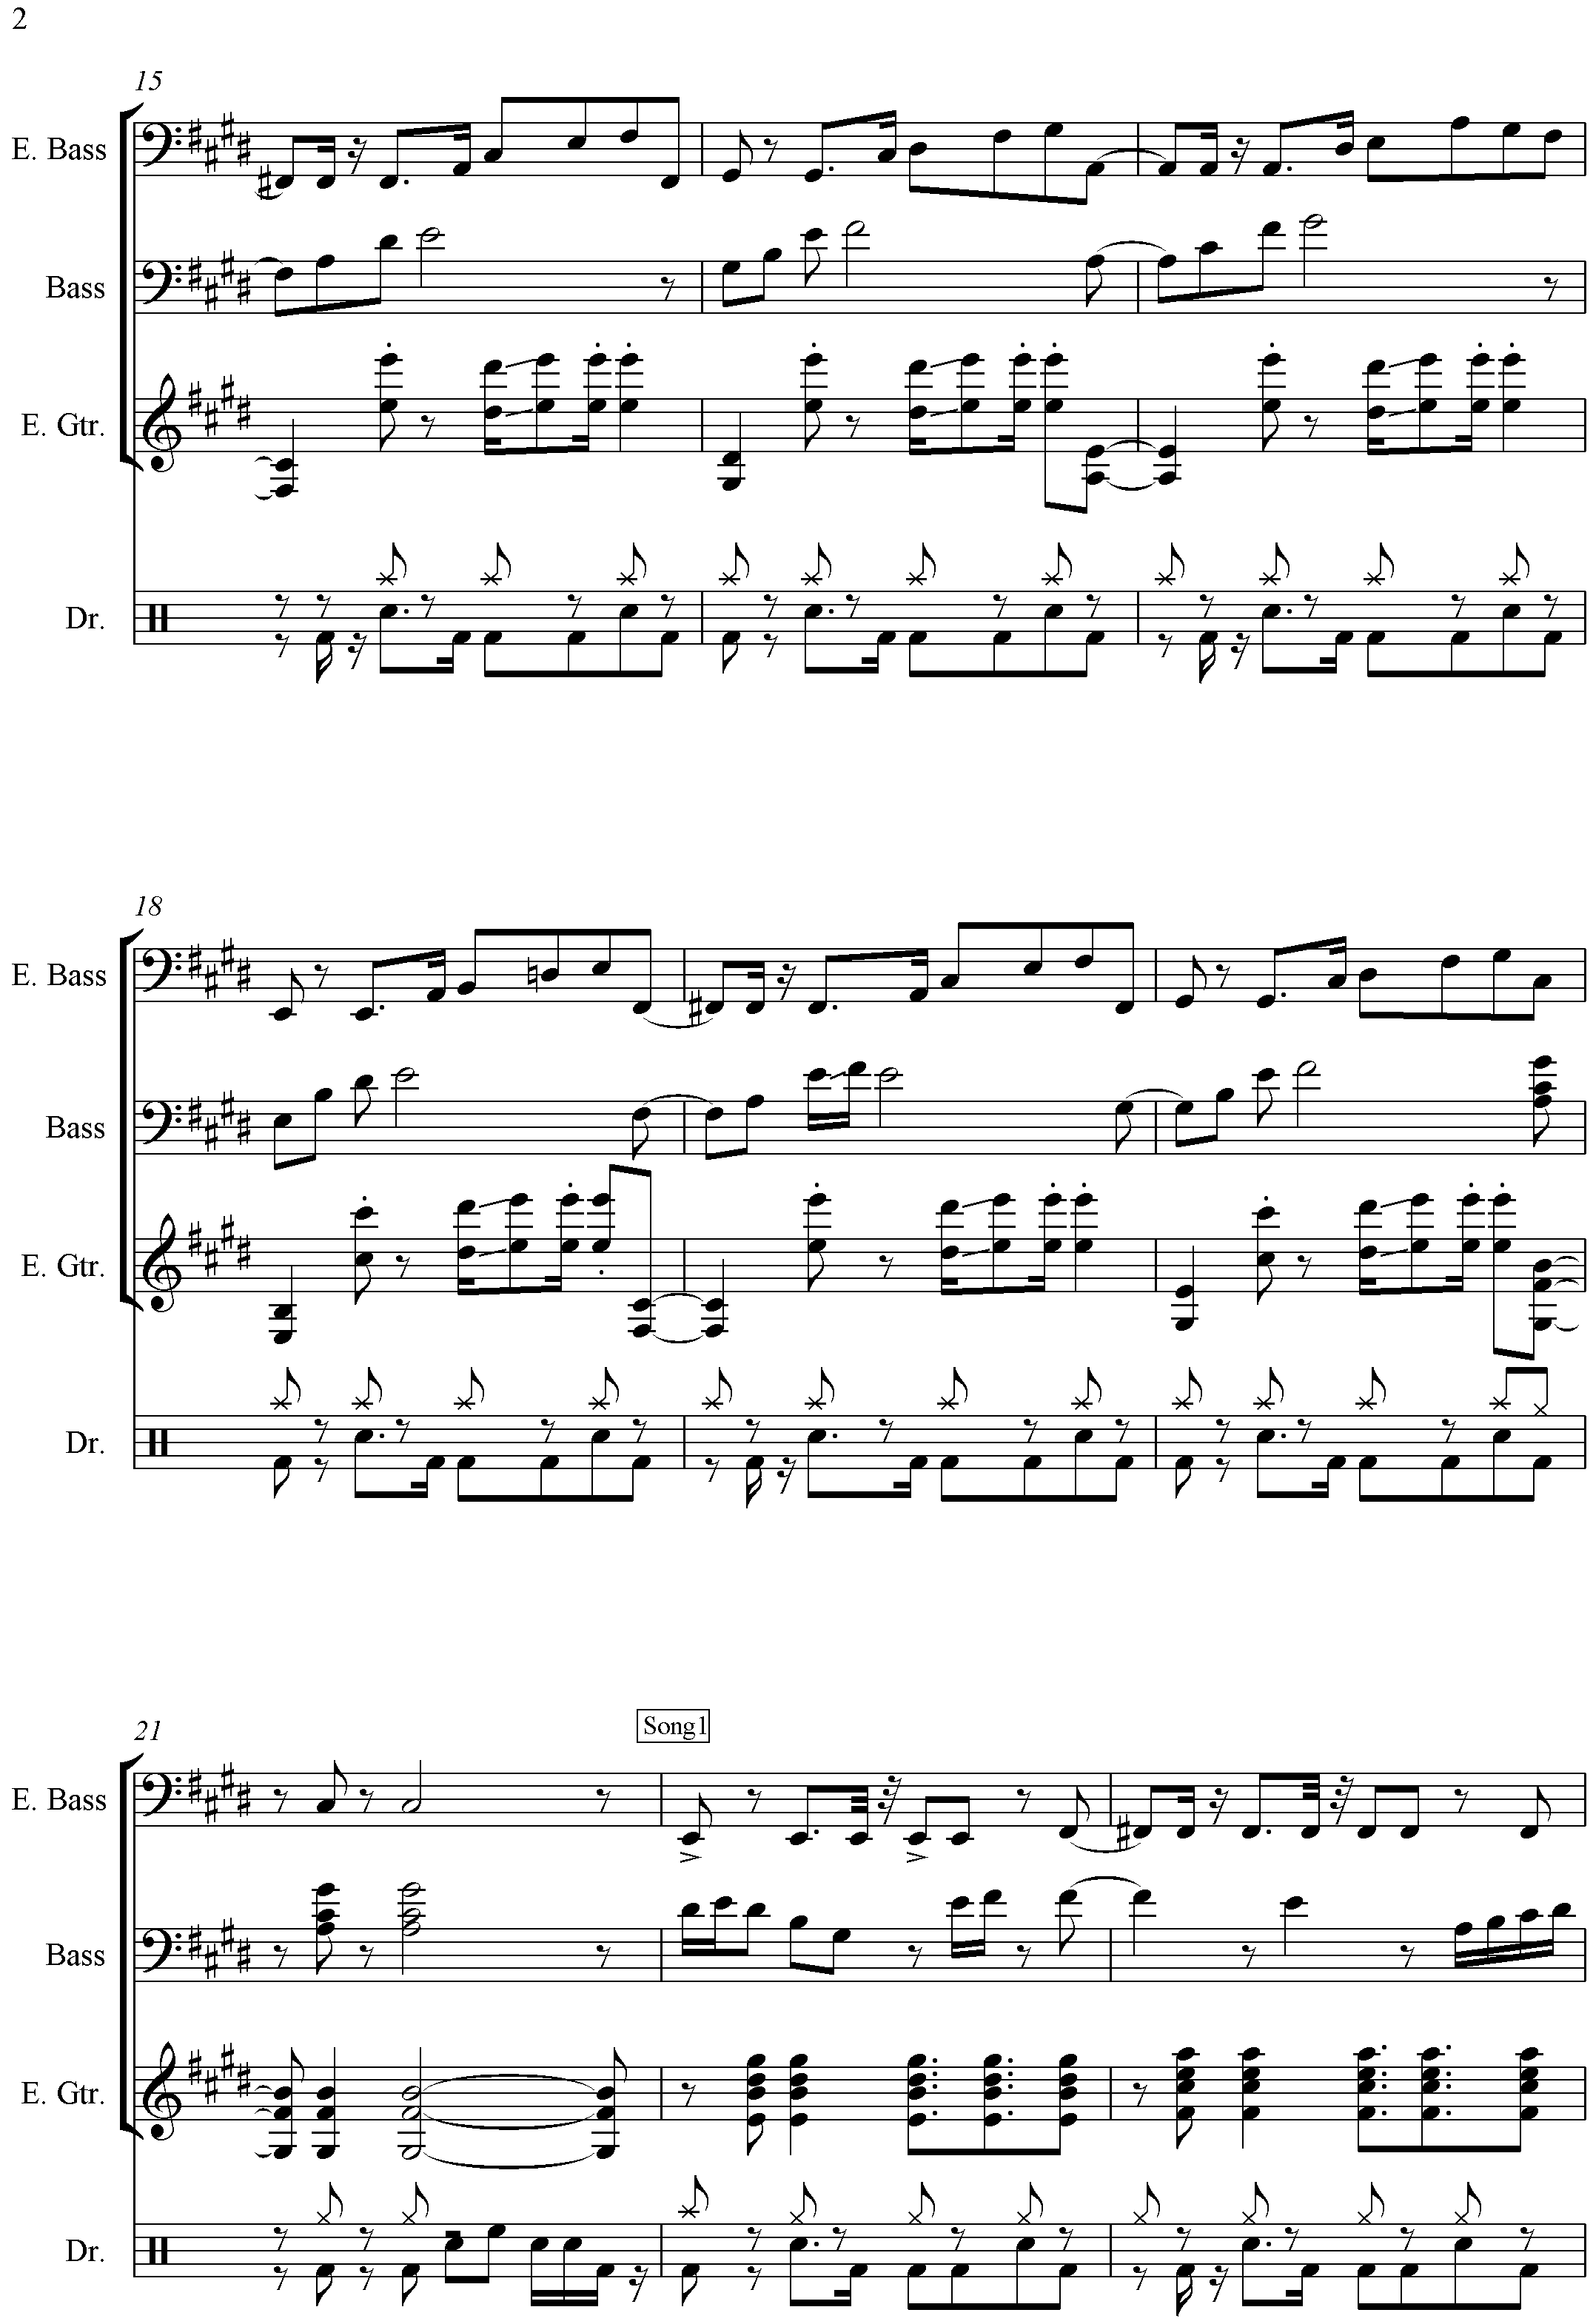 2
15
E. Bass
Bass
E. Gtr.
Dr.
18
E. Bass
Bass
E. Gtr.
Dr.
21
Song1
E. Bass
Bass
E. Gtr.
Dr.